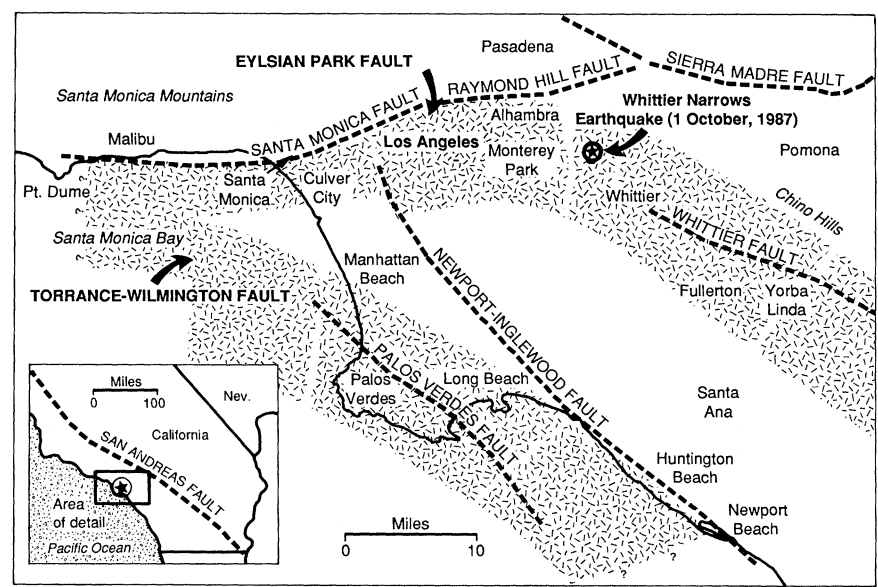 Pasadena
EYLSIAN PARK FAULT
SIERRA MADRE FAULT
RAYMOND HILL FAULT
Santa Monica Mountains
SANTA MONICA FAULT
Whittier Narrows
Earthquake (1 October, 1987)
Alhambra
Malibu
Los Angeles
Monterey
Park
Pomona
Pt. Dume
Santa
Monica
Culver
City
Whittier
Chino Hills
?
Santa Monica Bay
WHITTIER FAULT
?
Manhattan
Beach
NEWPORT-INGLEWOOD FAULT
TORRANCE-WILMINGTON FAULT
Fullerton
Yorba
Linda
PALOS VERDES FAULT
Palos
Verdes
Long Beach
Santa
Ana
Miles
0 100
Nev.
California
SAN ANDREAS FAULT
Area
of detail
Pacific Ocean
Huntington
Beach
Newport
Beach
Miles
0 10
?
?